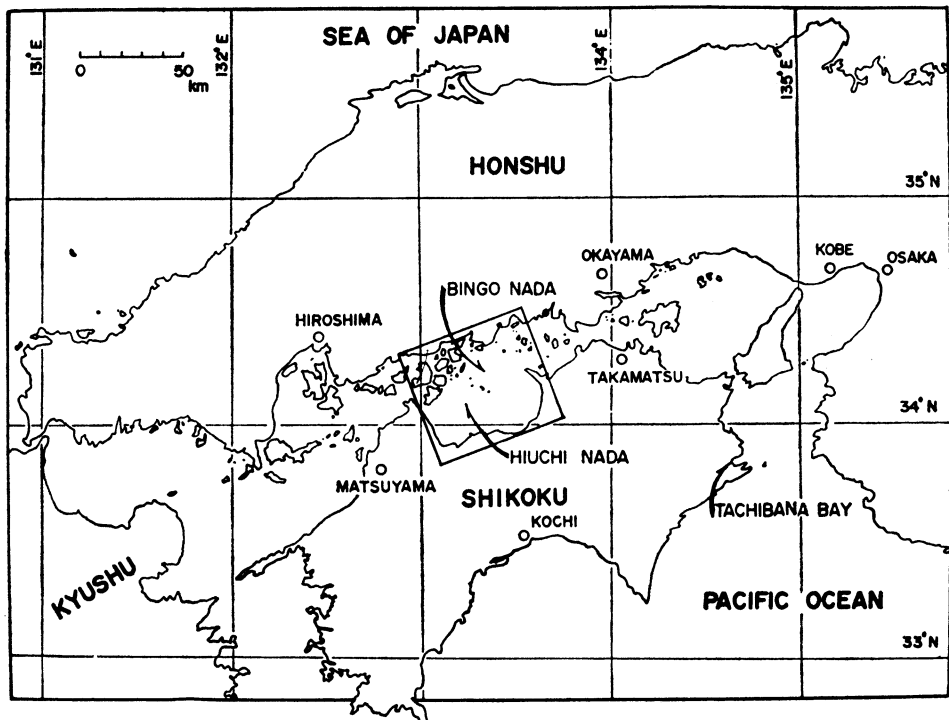 131°E
132°E
SEA OF JAPAN
134°E
135°E
0 50
km
HONSHU
35°N
OKAYAMA
KOBE
OSAKA
BINGO NADA
HIROSHIMA
TAKAMATSU
34°N
HIUCHI NADA
MATSUYAMA
SHIKOKU
TACHIBANA BAY
KOCHI
KYUSHU
PACIFIC OCEAN
33°N